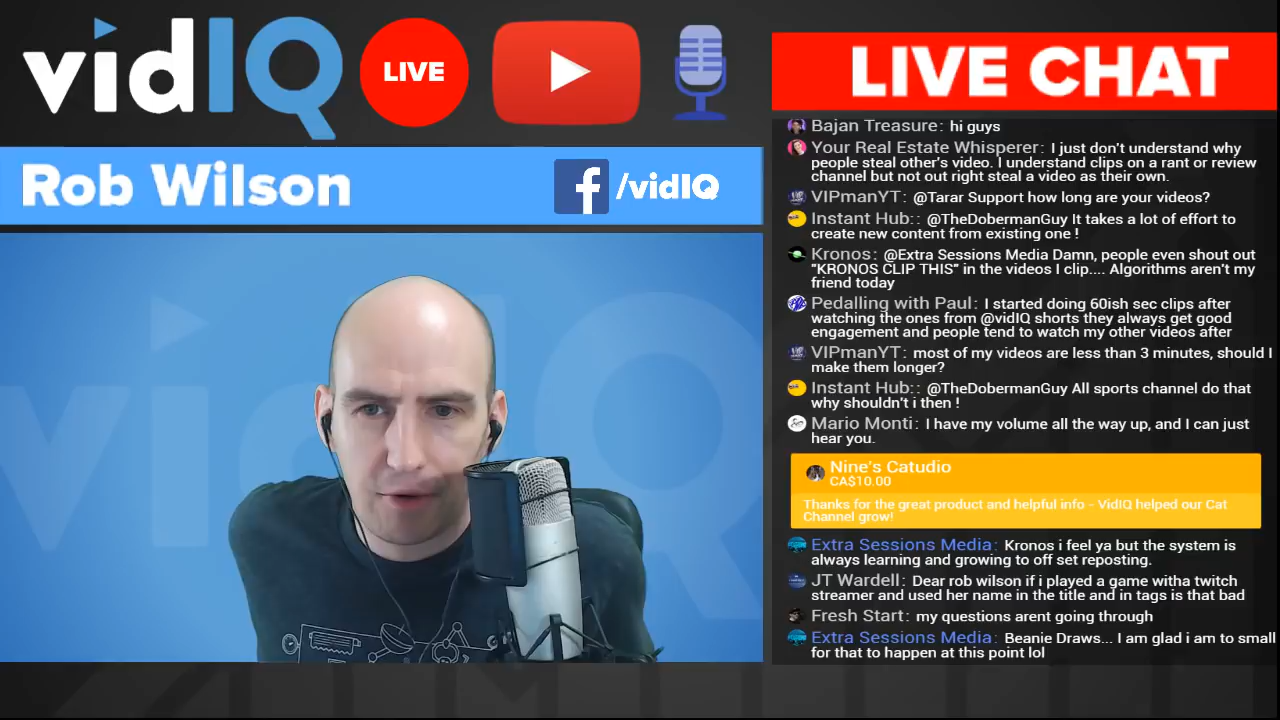 vidIQ
LIVE
LIVE CHAT
Rob Wilson
f /vidIQ
vidIQ
Bajan Treasure: hi guys
Your Real Estate Whisperer: I just don't understand why
people steal other's video. I understand clips on a rant or review
channel but not out right steal a video as their own.
VIPmanYT: @Tarar Support how long are your videos?
Instant Hub:: @TheDobermanGuy It takes a lot of effort to
create new content from existing one !
Kronos: @Extra Sessions Media Damn, people even shout out
"KRONOS CLIP THIS" in the videos I clip.... Algorithms aren't my
friend today
Pedalling with Paul: I started doing 60ish sec clips after
watching the ones from @vidIQ shorts they always get good
engagement and people tend to watch my other videos after
VIPmanYT: most of my videos are less than 3 minutes, should I
make them longer?
Instant Hub:: @TheDobermanGuy All sports channel do that
why shouldn't i then !
Mario Monti: I have my volume all the way up, and I can just
hear you.
Nine's Catudio
CA$10.00
Thanks for the great product and helpful info - VidIQ helped our Cat
Channel grow!
Extra Sessions Media: Kronos i feel ya but the system is
always learning and growing to off set reposting.
JT Wardell: Dear rob wilson if i played a game witha twitch
streamer and used her name in the title and in tags is that bad
Fresh Start: my questions arent going through
Extra Sessions Media: Beanie Draws... I am glad i am to small
for that to happen at this point lol